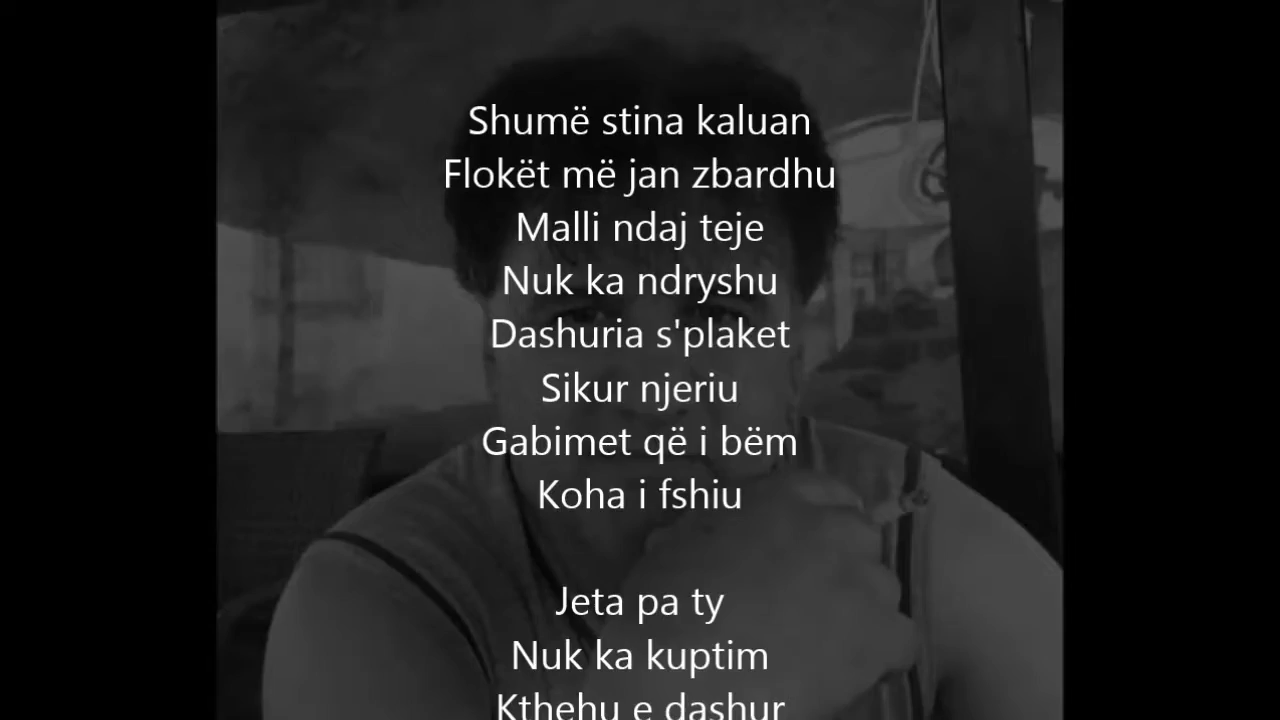 Shumë stina kaluan
Flokët më jan zbardhu
Malli ndaj teje
Nuk ka ndryshu
Dashuria s'plaket
Sikur njeriu
Gabimet që i bëm
Koha i fshiu
Jeta pa ty
Nuk ka kuptim
Kthehu e dashur